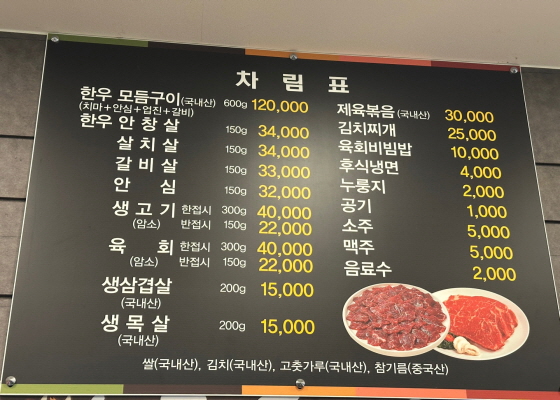 차 림 표
한우 모듬구이(국내산) 600g 120,000
(치마+안심+업진+갈비)
한우 안창살 150g 34,000
살치살 150g 34,000
갈비살 150g 33,000
안 심 150g 32,000
생고기 한접시 300g 40,000
(암소) 반접시 150g 22,000
육 회 한접시 300g 40,000
(암소) 반접시 150g 22,000
생삼겹살 200g 15,000
(국내산)
생목살 200g 15,000
(국내산)
제육볶음(국내산) 30,000
김치찌개 25,000
육회비빔밥 10,000
후식냉면 4,000
누룽지 2,000
공기 1,000
소주 5,000
맥주 5,000
음료수 2,000
쌀(국내산), 김치(국내산), 고춧가루(국내산), 참기름(중국산)